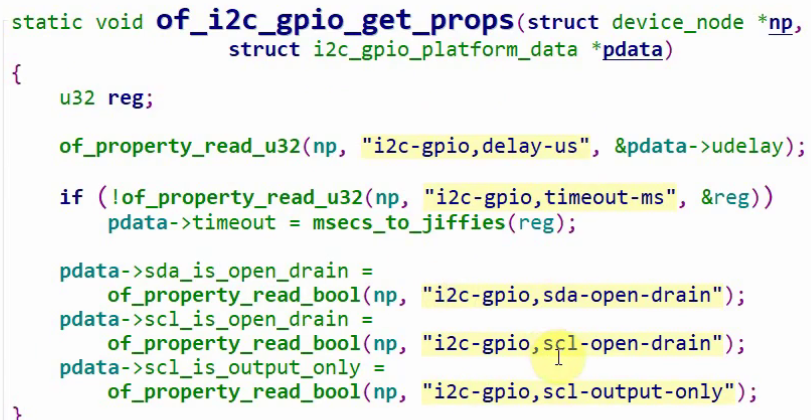 static void of_i2c_gpio_get_props(struct device_node *np,
struct i2c_gpio_platform_data *pdata)
{
u32 reg;
of_property_read_u32(np, "i2c-gpio,delay-us", &pdata->udelay);
if (!of_property_read_u32(np, "i2c-gpio,timeout-ms", &reg))
pdata->timeout = msecs_to_jiffies(reg);
pdata->sda_is_open_drain =
of_property_read_bool(np, "i2c-gpio,sda-open-drain");
pdata->scl_is_open_drain =
of_property_read_bool(np, "i2c-gpio,scl-open-drain");
pdata->scl_is_output_only =
of_property_read_bool(np, "i2c-gpio,scl-output-only");
}